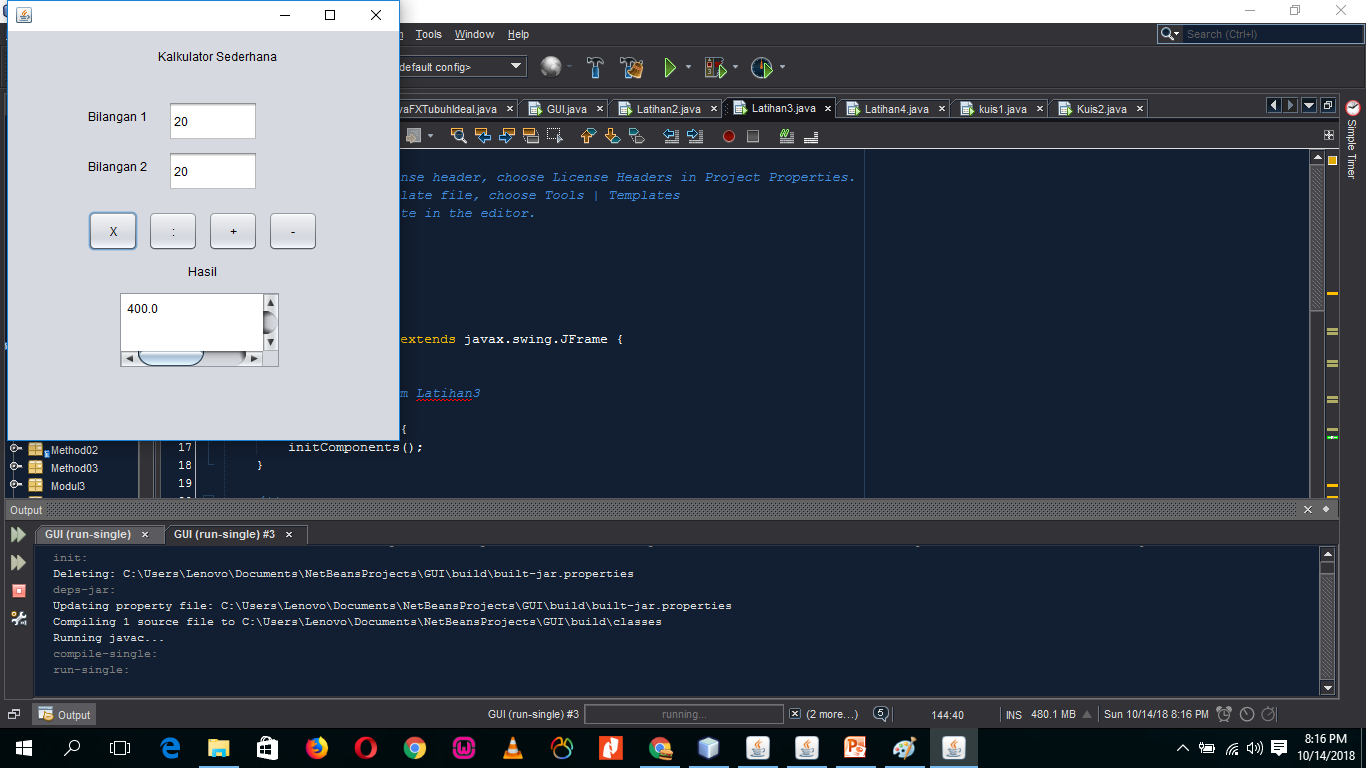 Kalkulator Sederhana
Bilangan 1
20
Bilangan 2
20
X : + -
Hasil
400.0
Tools Window Help
Search (Ctrl+I)
default config>
vaFXTubuhIdeal.java GUI.java Latihan2.java Latihan3.java Latihan4.java kuis1.java Kuis2.java
Simple Timer
nse header, choose License Headers in Project Properties.
late file, choose Tools | Templates
te in the editor.
extends javax.swing.JFrame {
m Latihan3
{
17 initComponents();
18 }
19
Method02
Method03
Modul3
Output
GUI (run-single) GUI (run-single) #3
init:
Deleting: C:\Users\Lenovo\Documents\NetBeansProjects\GUI\build\built-jar.properties
deps-jar:
Updating property file: C:\Users\Lenovo\Documents\NetBeansProjects\GUI\build\built-jar.properties
Compiling 1 source file to C:\Users\Lenovo\Documents\NetBeansProjects\GUI\build\classes
Running javac...
compile-single:
run-single:
Output
GUI (run-single) #3 running... (2 more...) 5 144:40 INS 480.1 MB Sun 10/14/18 8:16 PM
8:16 PM
10/14/2018